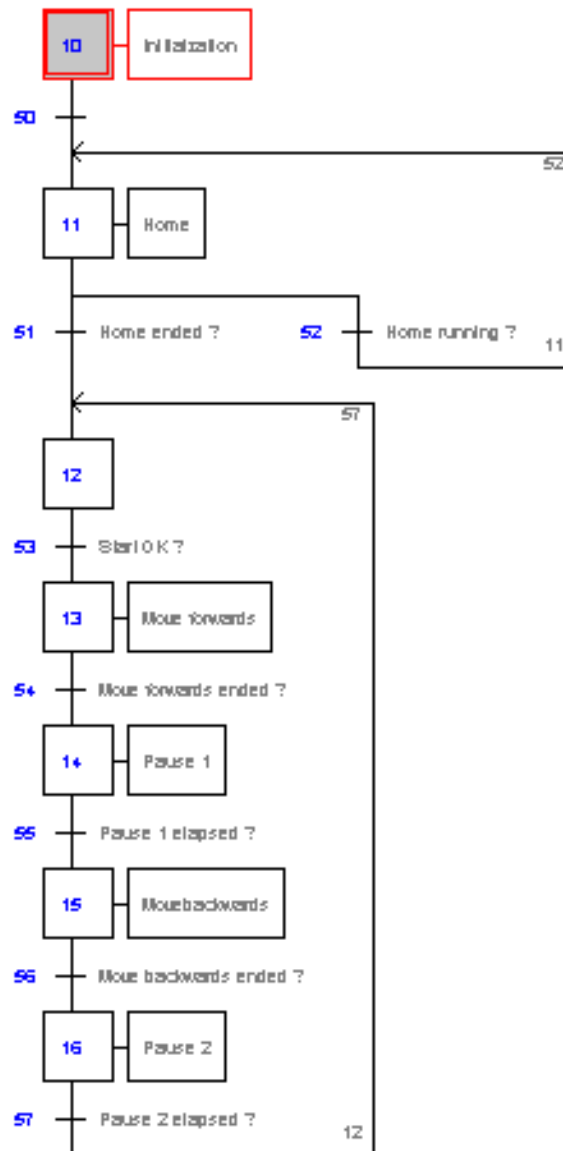 10 Initialization
50
52
11 Home
51 Home ended ? 52 Home running ?
11
57
12
53 Start O K ?
13 Move forwards
54 Move forwards ended ?
14 Pause 1
55 Pause 1 elapsed ?
15 Move backwards
56 Move backwards ended ?
16 Pause 2
57 Pause 2 elapsed ?
12